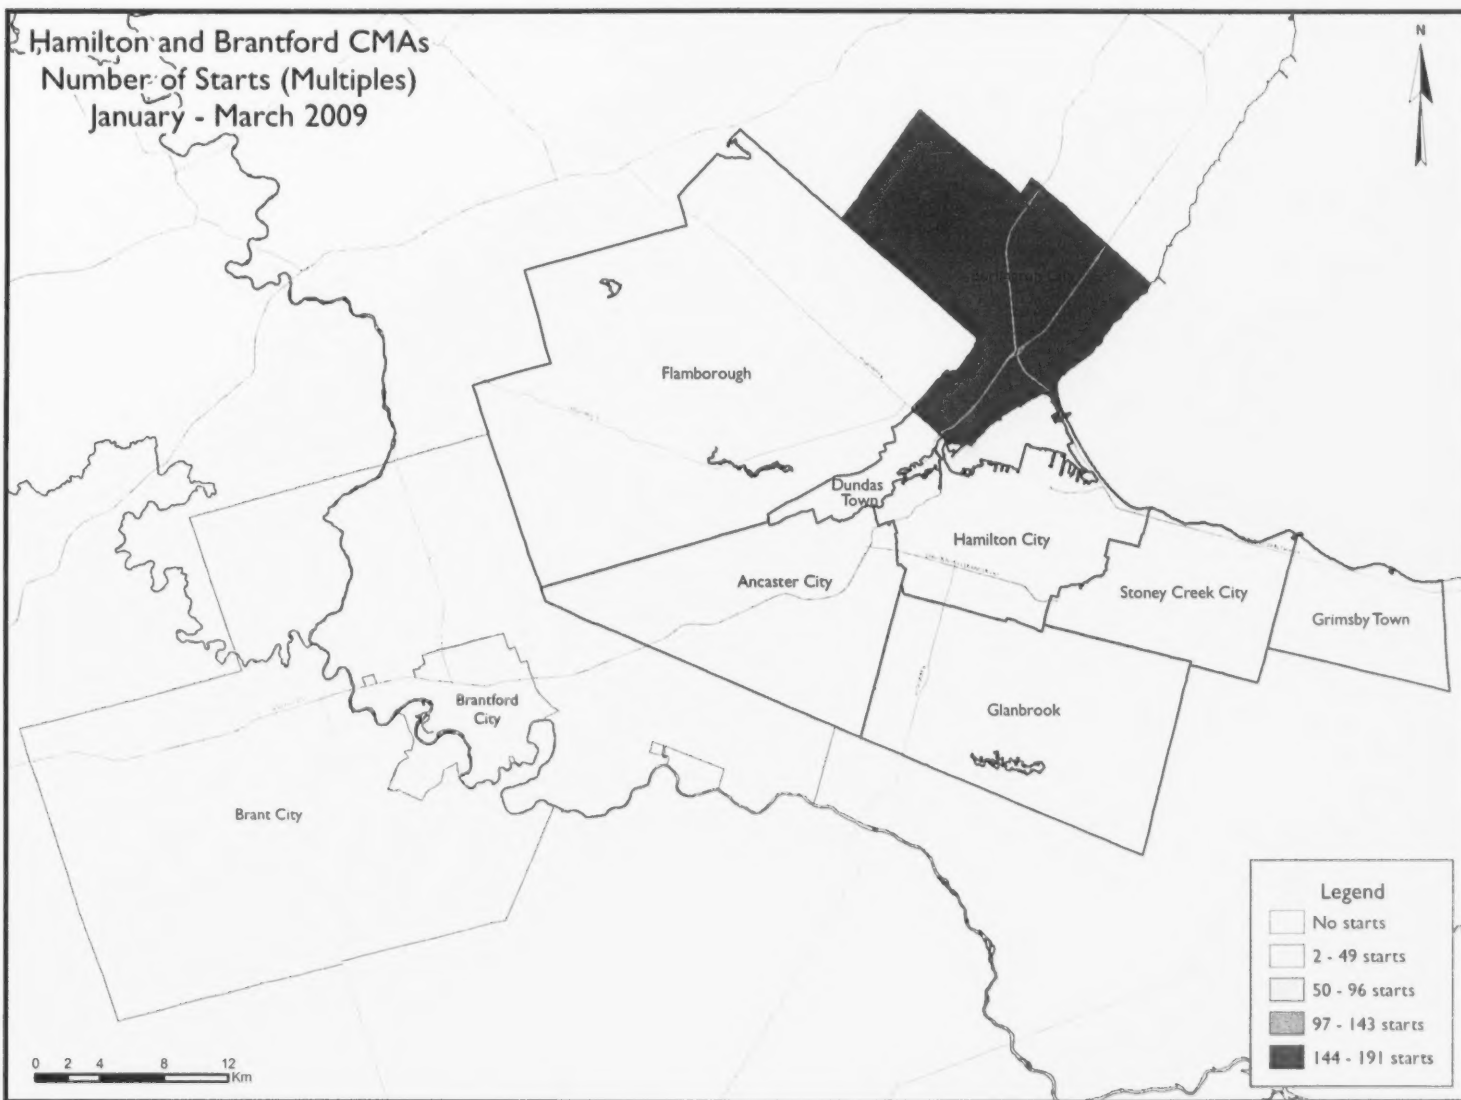 Hamilton and Brantford CMAs
Number of Starts (Multiples)
January - March 2009
N
Burlington City
Flamborough
Dundas
Town
Hamilton City
Ancaster City
Stoney Creek City
Grimsby Town
Brantford
City
Glanbrook
Brant City
Legend
No starts
2 - 49 starts
50 - 96 starts
97 - 143 starts
144 - 191 starts
0 2 4 8 12
Km